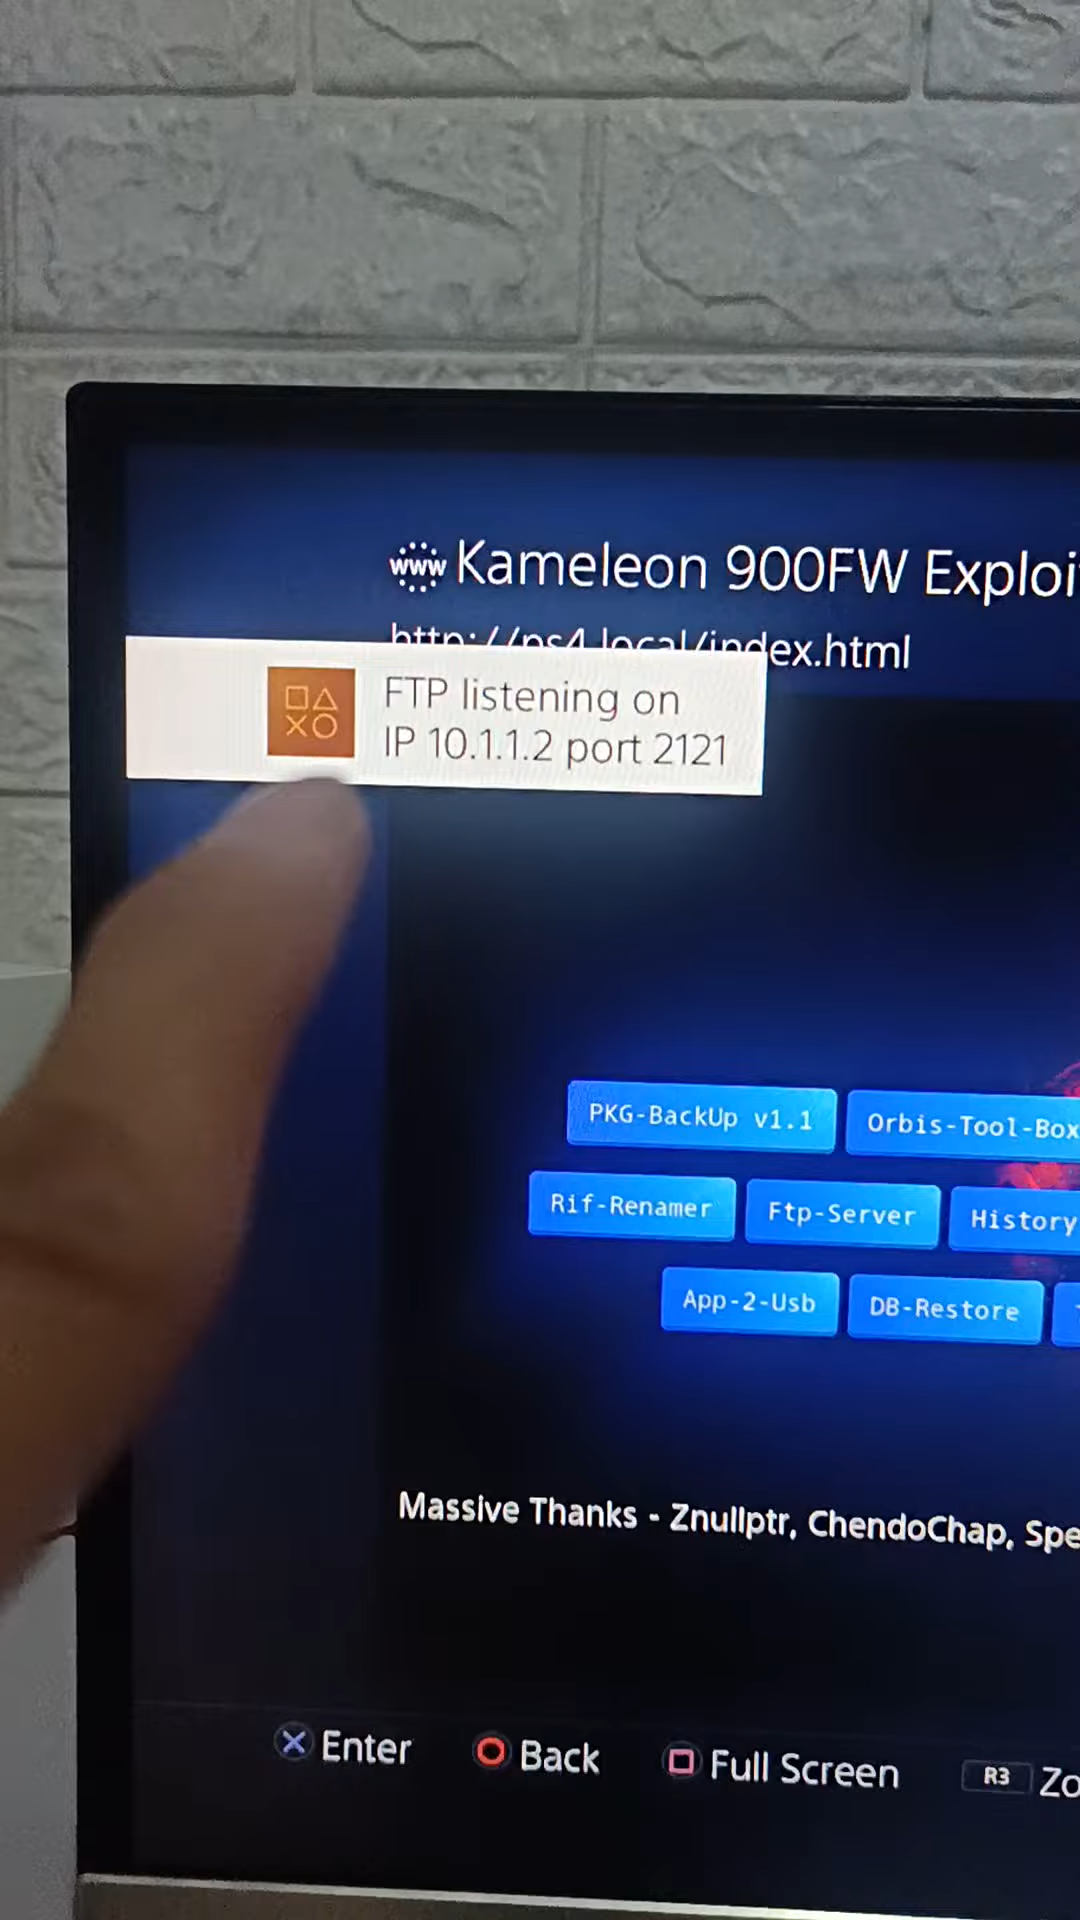 www Kameleon 900FW Exploi
http://ps4.local/index.html
FTP listening on
IP 10.1.1.2 port 2121
PKG-BackUp v1.1
Orbis-Tool-Box
Rif-Renamer
Ftp-Server
History
App-2-Usb
DB-Restore
Massive Thanks - Znullptr, ChendoChap, Spe
Enter
Back
Full Screen
R3 Zo